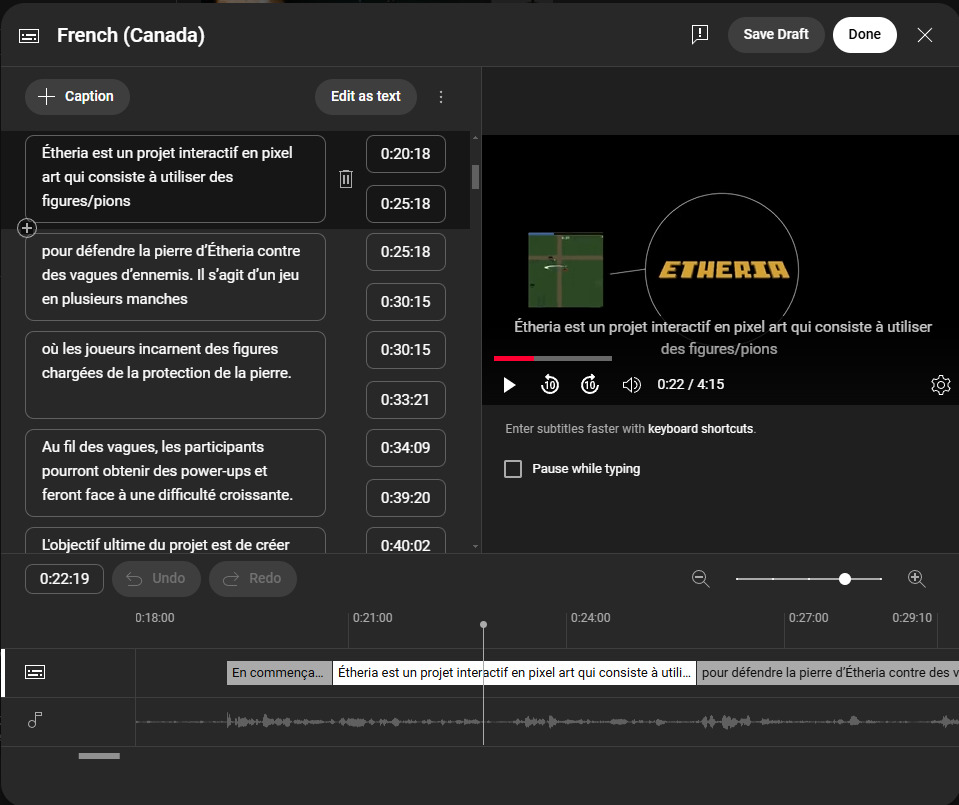 French (Canada)
Save Draft
Done
Caption
Edit as text
Étheria est un projet interactif en pixel
art qui consiste à utiliser des
figures/pions
0:20:18
0:25:18
pour défendre la pierre d’Étheria contre
des vagues d’ennemis. Il s’agit d’un jeu
en plusieurs manches
0:25:18
0:30:15
où les joueurs incarnent des figures
chargées de la protection de la pierre.
0:30:15
0:33:21
Au fil des vagues, les participants
pourront obtenir des power-ups et
feront face à une difficulté croissante.
0:34:09
0:39:20
L'objectif ultime du projet est de créer
0:40:02
ETHERIA
Étheria est un projet interactif en pixel art qui consiste à utiliser
des figures/pions
10
10
0:22 / 4:15
Enter subtitles faster with keyboard shortcuts.
Pause while typing
0:22:19
Undo
Redo
0:18:00
0:21:00
0:24:00
0:27:00
0:29:10
En commença...
Étheria est un projet interactif en pixel art qui consiste à utili...
pour défendre la pierre d’Étheria contre des v